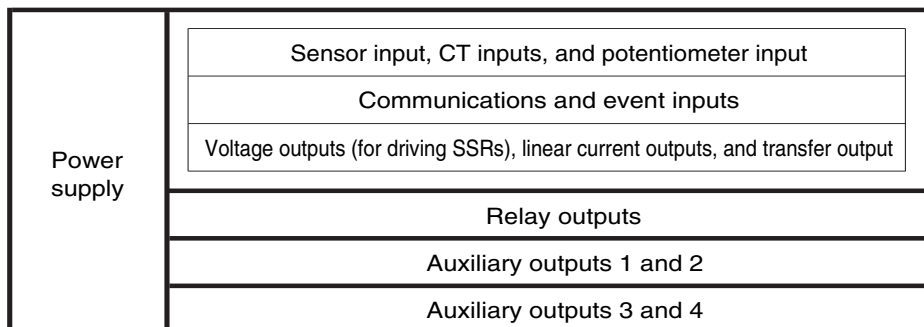 Power
supply
Sensor input, CT inputs, and potentiometer input
Communications and event inputs
Voltage outputs (for driving SSRs), linear current outputs, and transfer output
Relay outputs
Auxiliary outputs 1 and 2
Auxiliary outputs 3 and 4